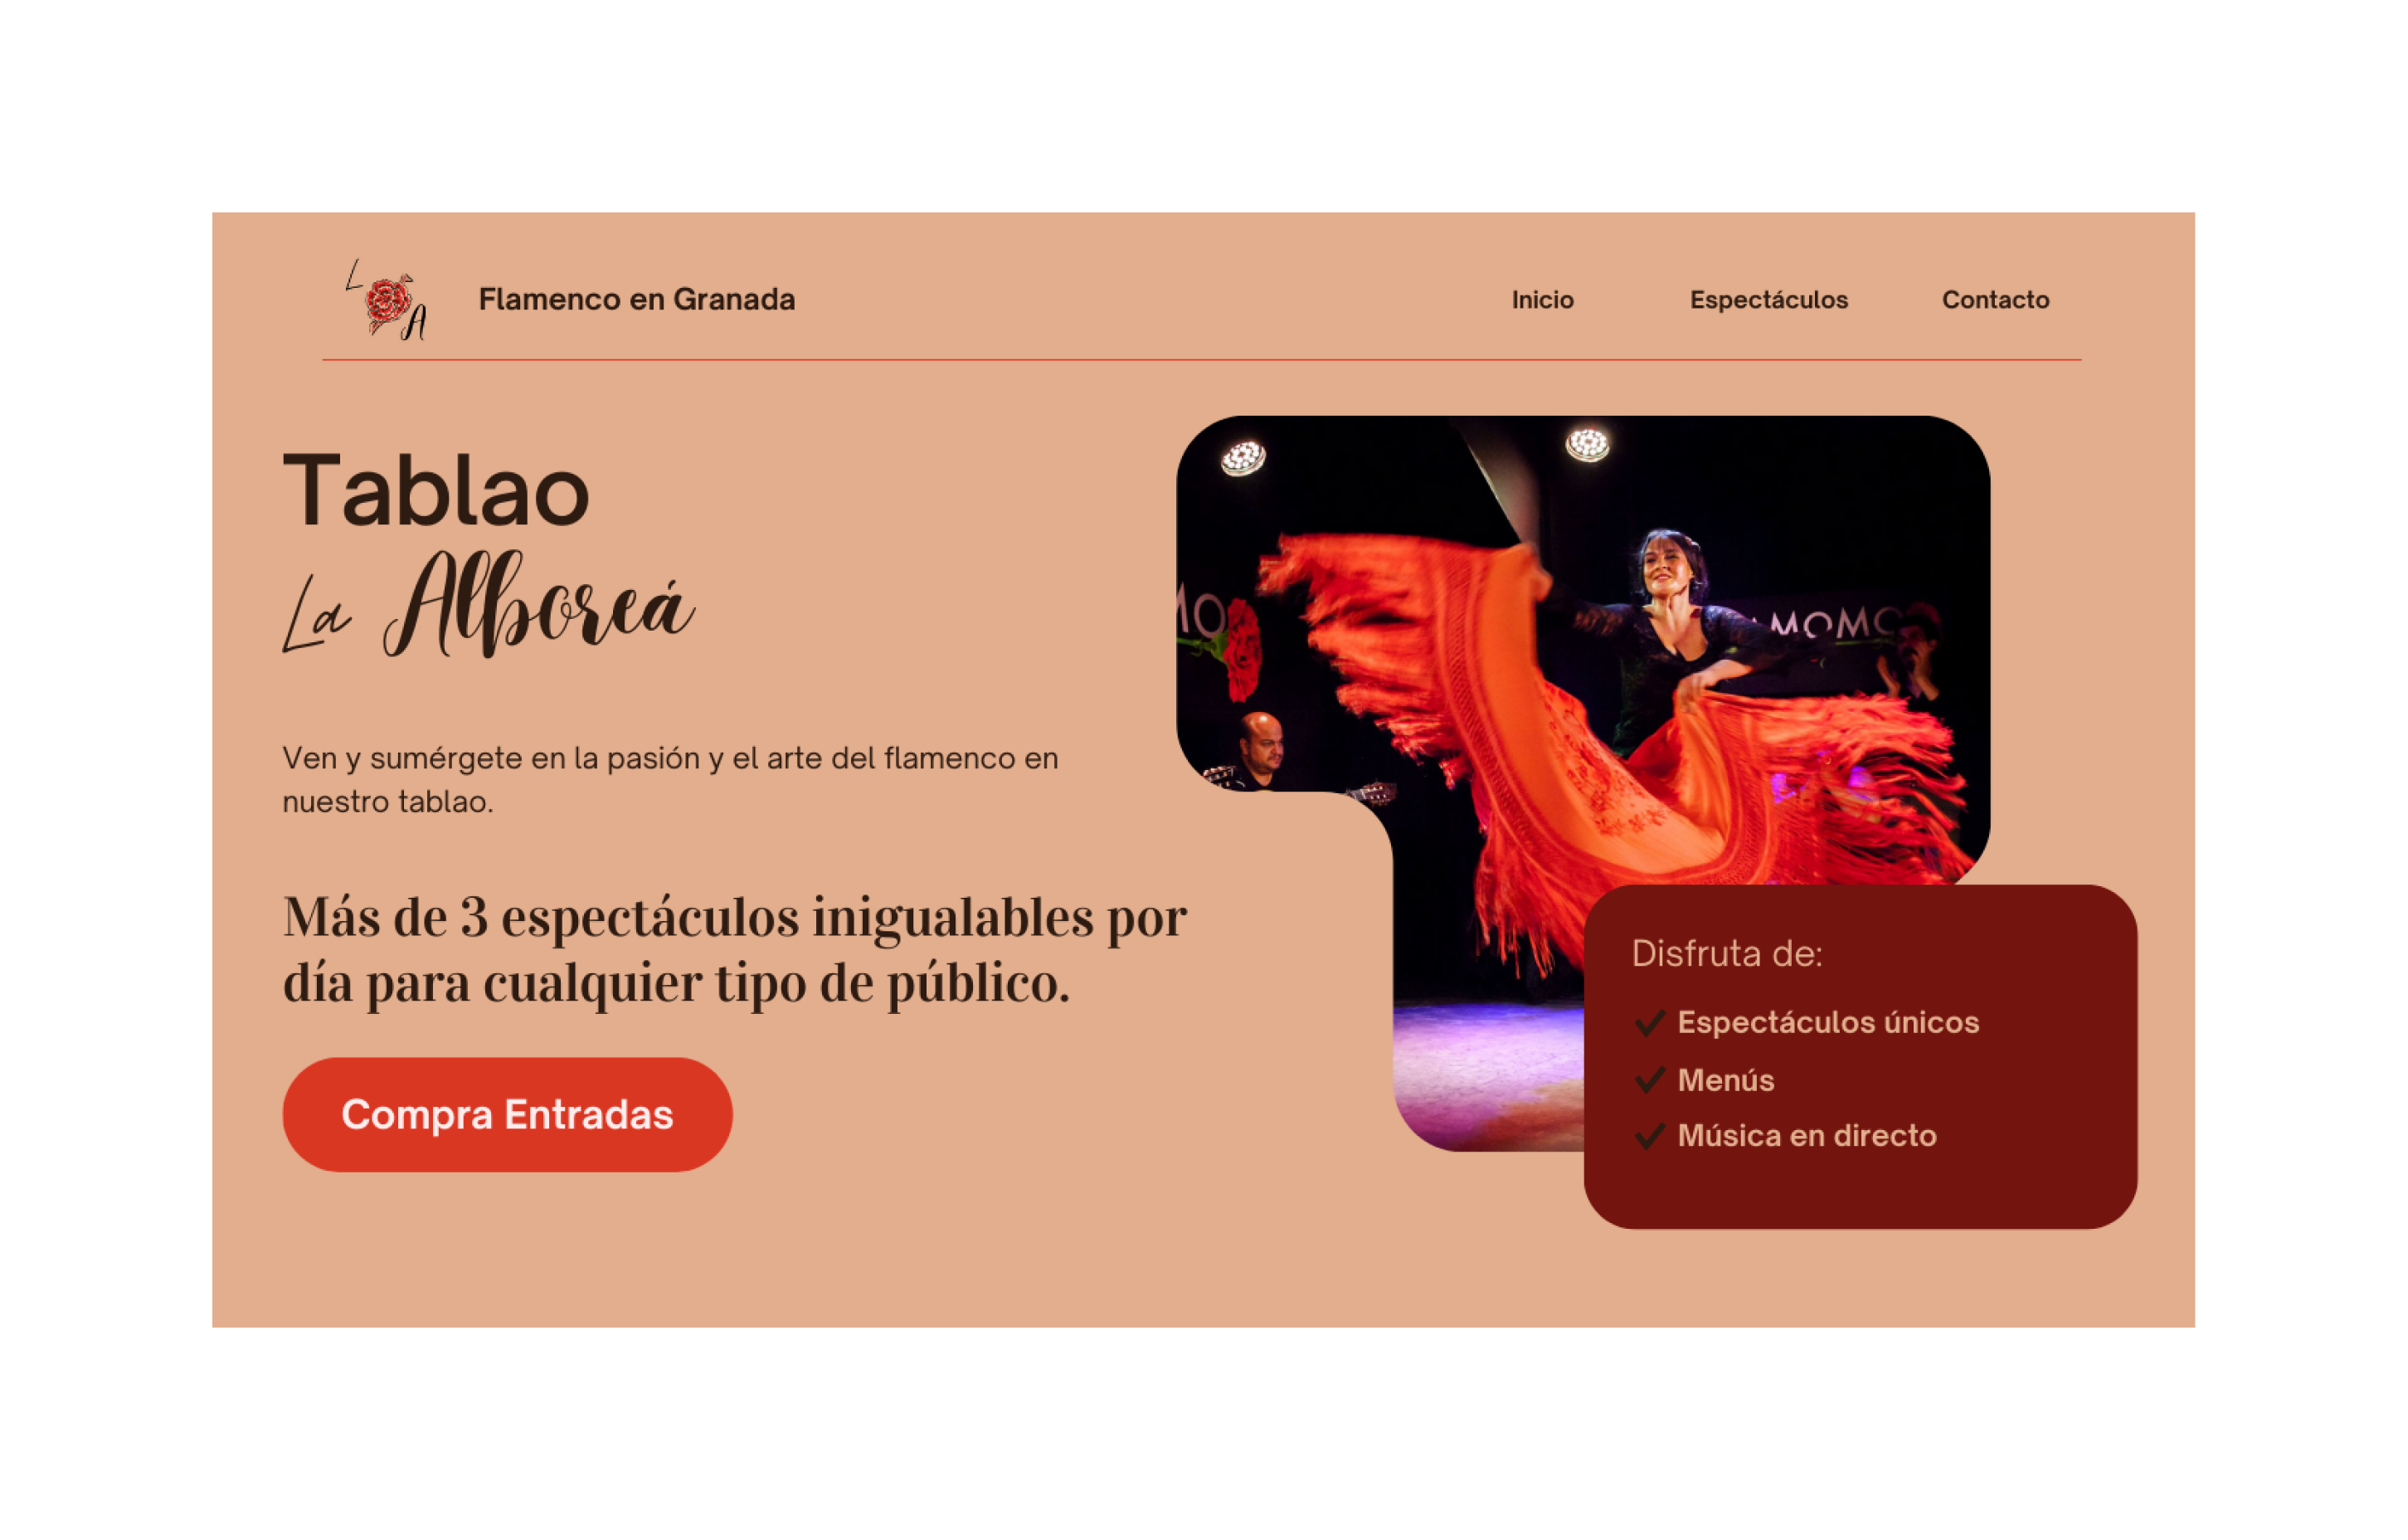 L
A
Flamenco en Granada
Inicio
Espectáculos
Contacto
Tablao
La Alboreá
Ven y sumérgete en la pasión y el arte del flamenco en
nuestro tablao.
Más de 3 espectáculos inigualables por
día para cualquier tipo de público.
Compra Entradas
MO
MOMO
Disfruta de:
Espectáculos únicos
Menús
Música en directo